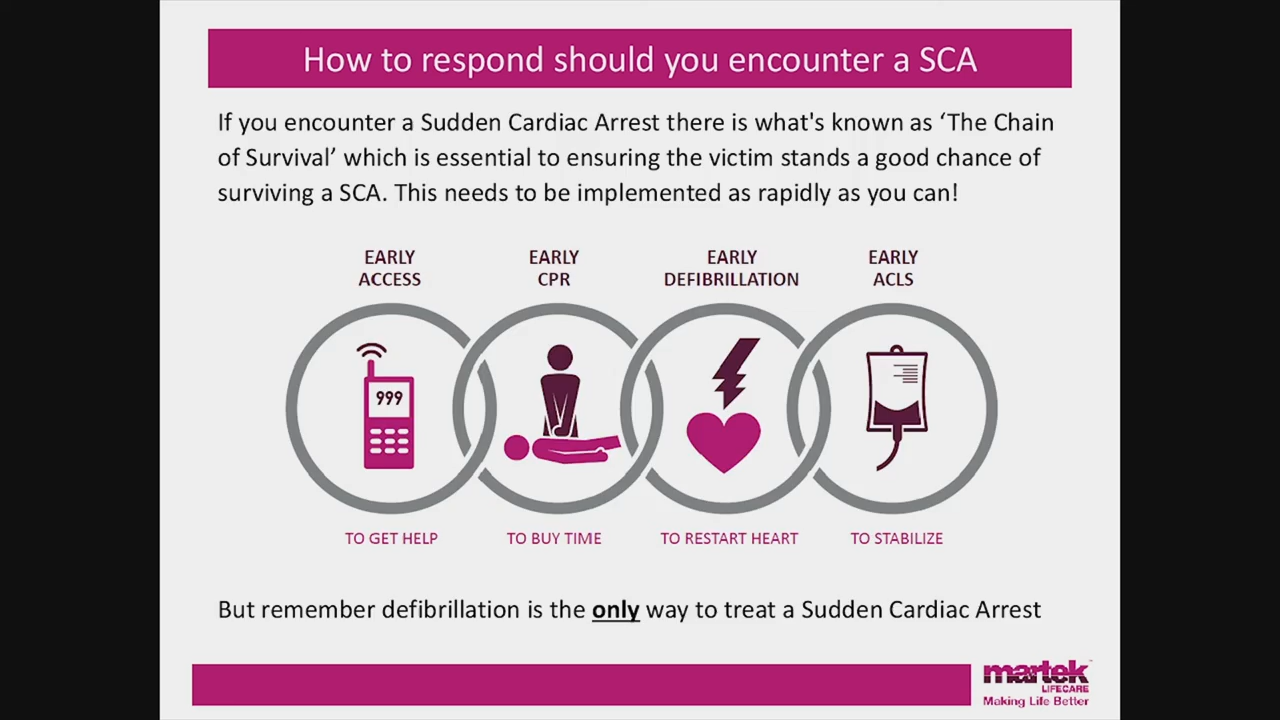 How to respond should you encounter a SCA
If you encounter a Sudden Cardiac Arrest there is what's known as ‘The Chain
of Survival’ which is essential to ensuring the victim stands a good chance of
surviving a SCA. This needs to be implemented as rapidly as you can!
EARLY
ACCESS
EARLY
CPR
EARLY
DEFIBRILLATION
EARLY
ACLS
999
TO GET HELP
TO BUY TIME
TO RESTART HEART
TO STABILIZE
But remember defibrillation is the only way to treat a Sudden Cardiac Arrest
martek
LIFECARE
Making Life Better